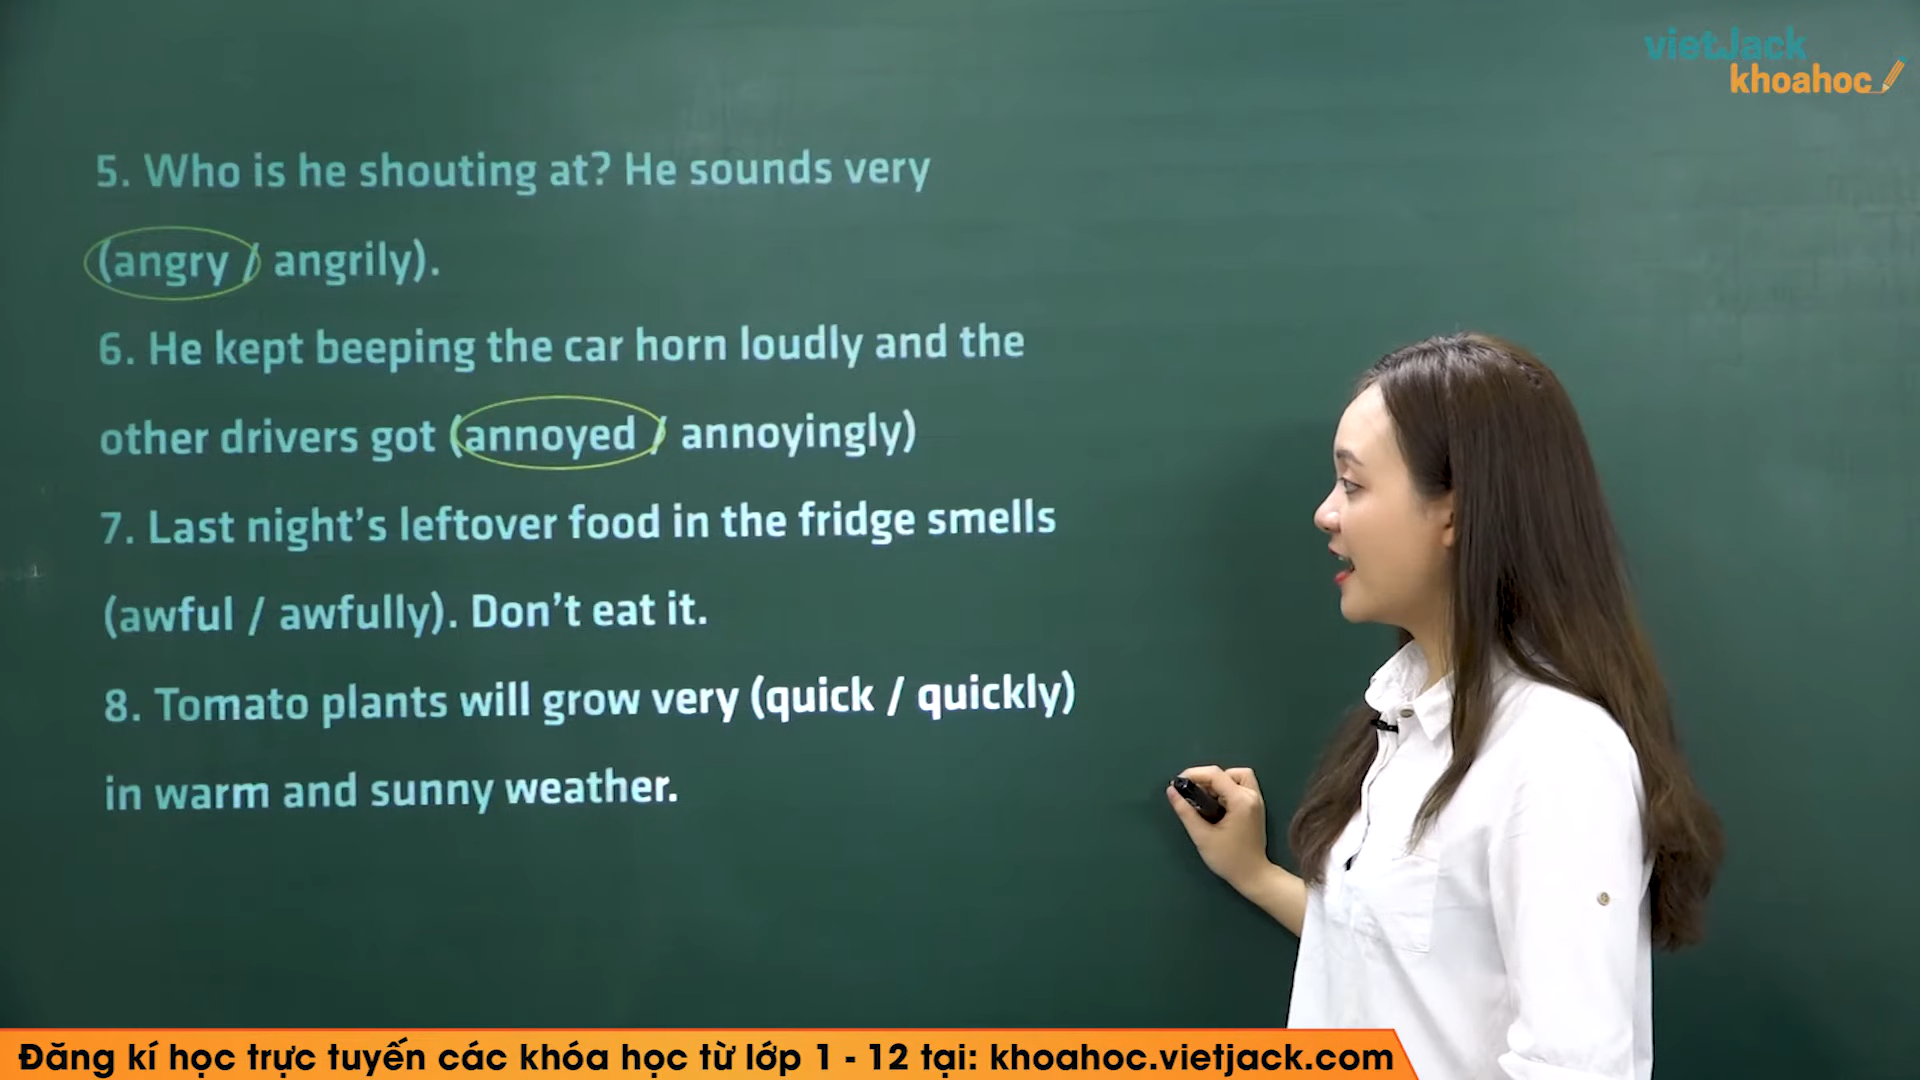 vietJack
khoahoc
5. Who is he shouting at? He sounds very
(angry / angrily).
6. He kept beeping the car horn loudly and the
other drivers got (annoyed / annoyingly)
7. Last night’s leftover food in the fridge smells
(awful / awfully). Don’t eat it.
8. Tomato plants will grow very (quick / quickly)
in warm and sunny weather.
Đăng kí học trực tuyến các khóa học từ lớp 1 - 12 tại: khoahoc.vietjack.com